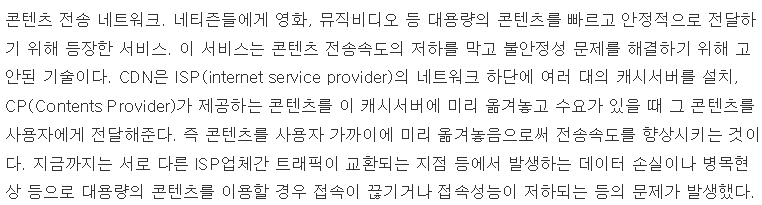 콘텐츠 전송 네트워크. 네티즌들에게 영화, 뮤직비디오 등 대용량의 콘텐츠를 빠르고 안정적으로 전달하
기 위해 등장한 서비스. 이 서비스는 콘텐츠 전송속도의 저하를 막고 불안정성 문제를 해결하기 위해 고
안된 기술이다. CDN은 ISP(internet service provider)의 네트워크 하단에 여러 대의 캐시서버를 설치,
CP(Contents Provider)가 제공하는 콘텐츠를 이 캐시서버에 미리 옮겨놓고 수요가 있을 때 그 콘텐츠를
사용자에게 전달해준다. 즉 콘텐츠를 사용자 가까이에 미리 옮겨놓음으로써 전송속도를 향상시키는 것이
다. 지금까지는 서로 다른 ISP업체간 트래픽이 교환되는 지점 등에서 발생하는 데이터 손실이나 병목현
상 등으로 대용량의 콘텐츠를 이용할 경우 접속이 끊기거나 접속성능이 저하되는 등의 문제가 발생했다.